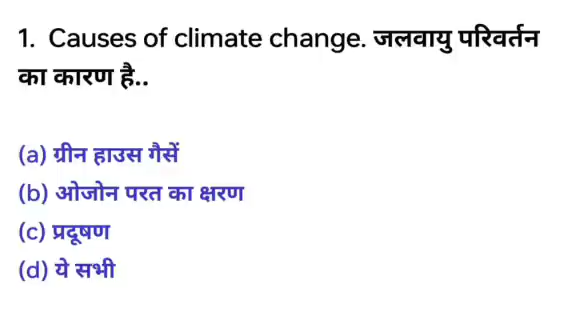 1. Causes of climate change. जलवायु परिवर्तन
का कारण है..
(a) ग्रीन हाउस गैसें
(b) ओजोन परत का क्षरण
(c) प्रदूषण
(d) ये सभी